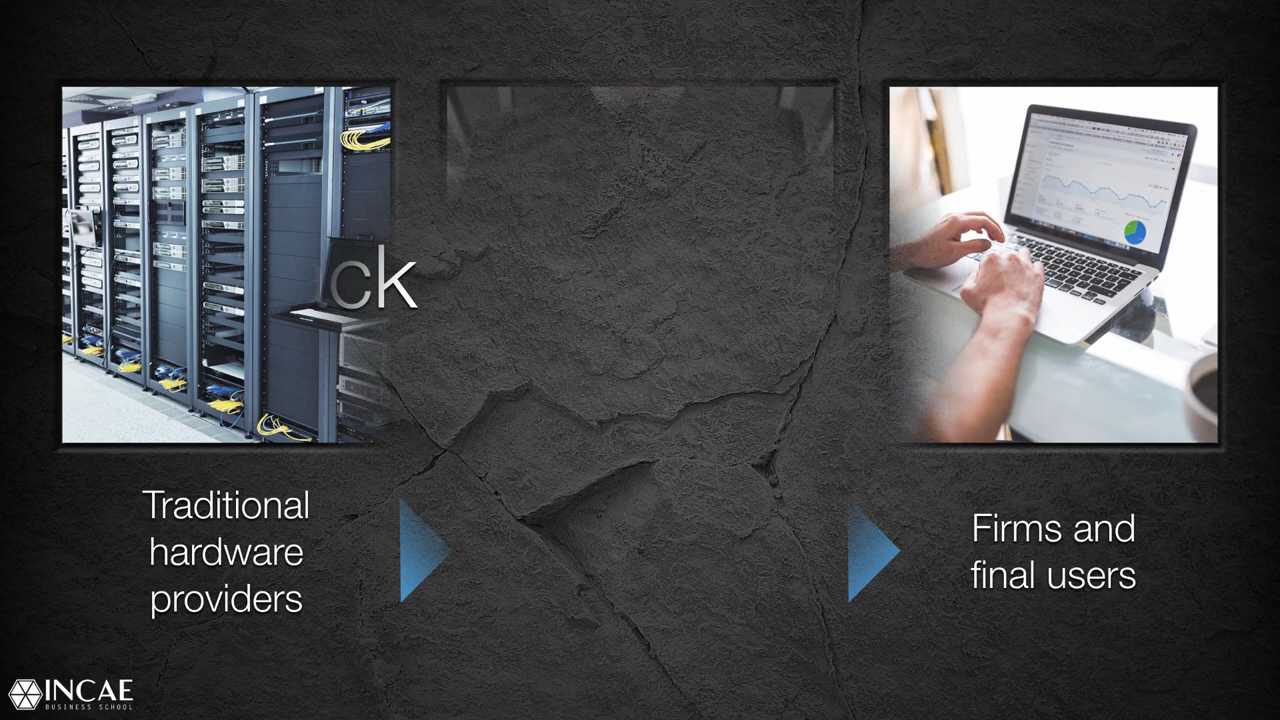 ck
Traditional
hardware
providers
Firms and
final users
INCAE
BUSINESS SCHOOL